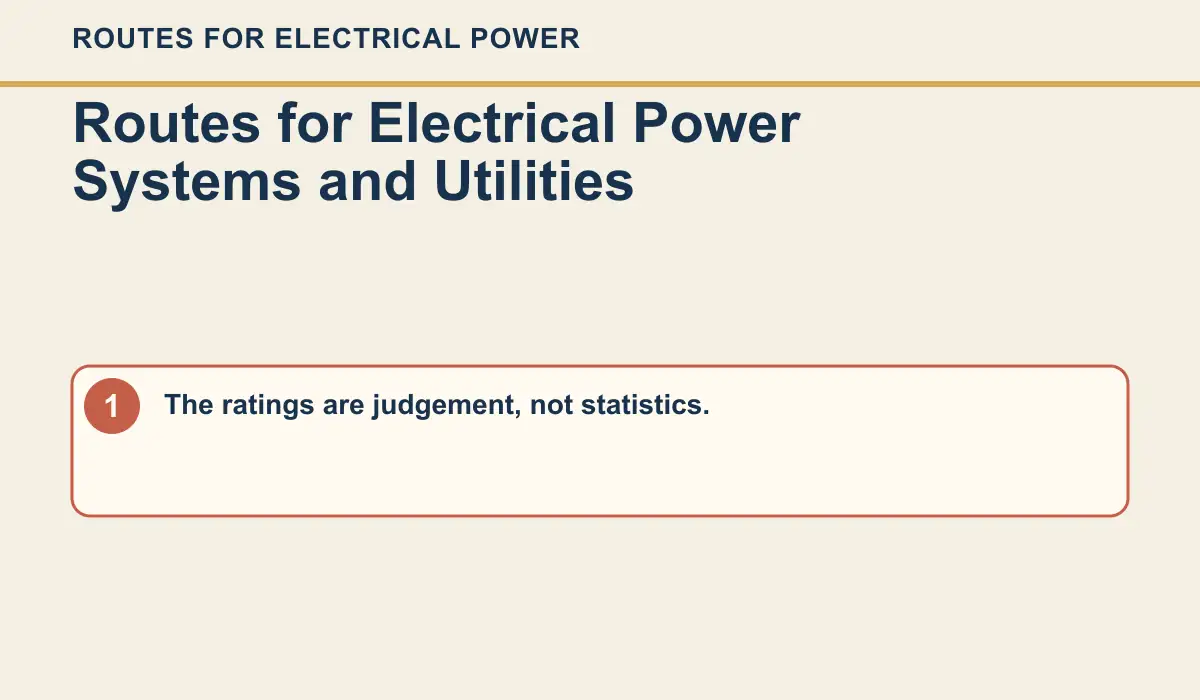 ROUTES FOR ELECTRICAL POWER
Routes for Electrical Power
Systems and Utilities
1 The ratings are judgement, not statistics.